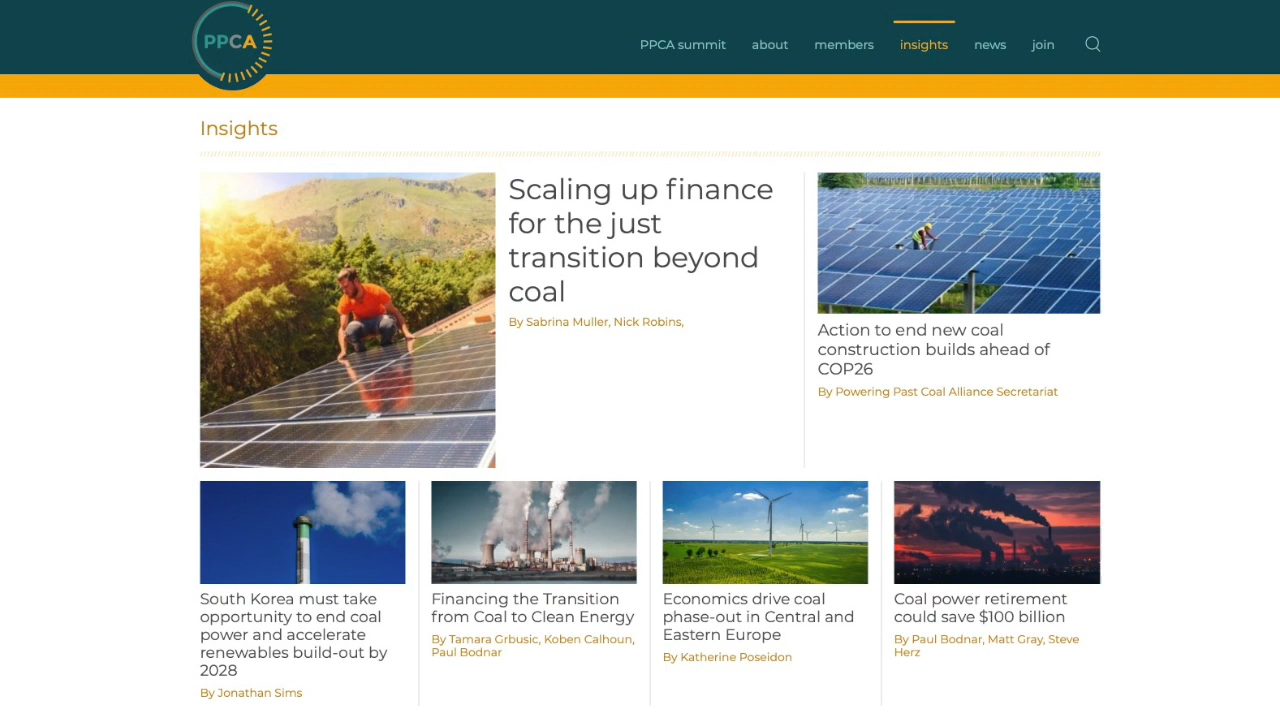 PPCA
PPCA summit
about
members
insights
news
join
Insights
Scaling up finance
for the just
transition beyond
coal
By Sabrina Muller, Nick Robins,
Action to end new coal
construction builds ahead of
COP26
By Powering Past Coal Alliance Secretariat
South Korea must take
opportunity to end coal
power and accelerate
renewables build-out by
2028
By Jonathan Sims
Financing the Transition
from Coal to Clean Energy
By Tamara Grbusic, Koben Calhoun,
Paul Bodnar
Economics drive coal
phase-out in Central and
Eastern Europe
By Katherine Poseidon
Coal power retirement
could save $100 billion
By Paul Bodnar, Matt Gray, Steve
Herz